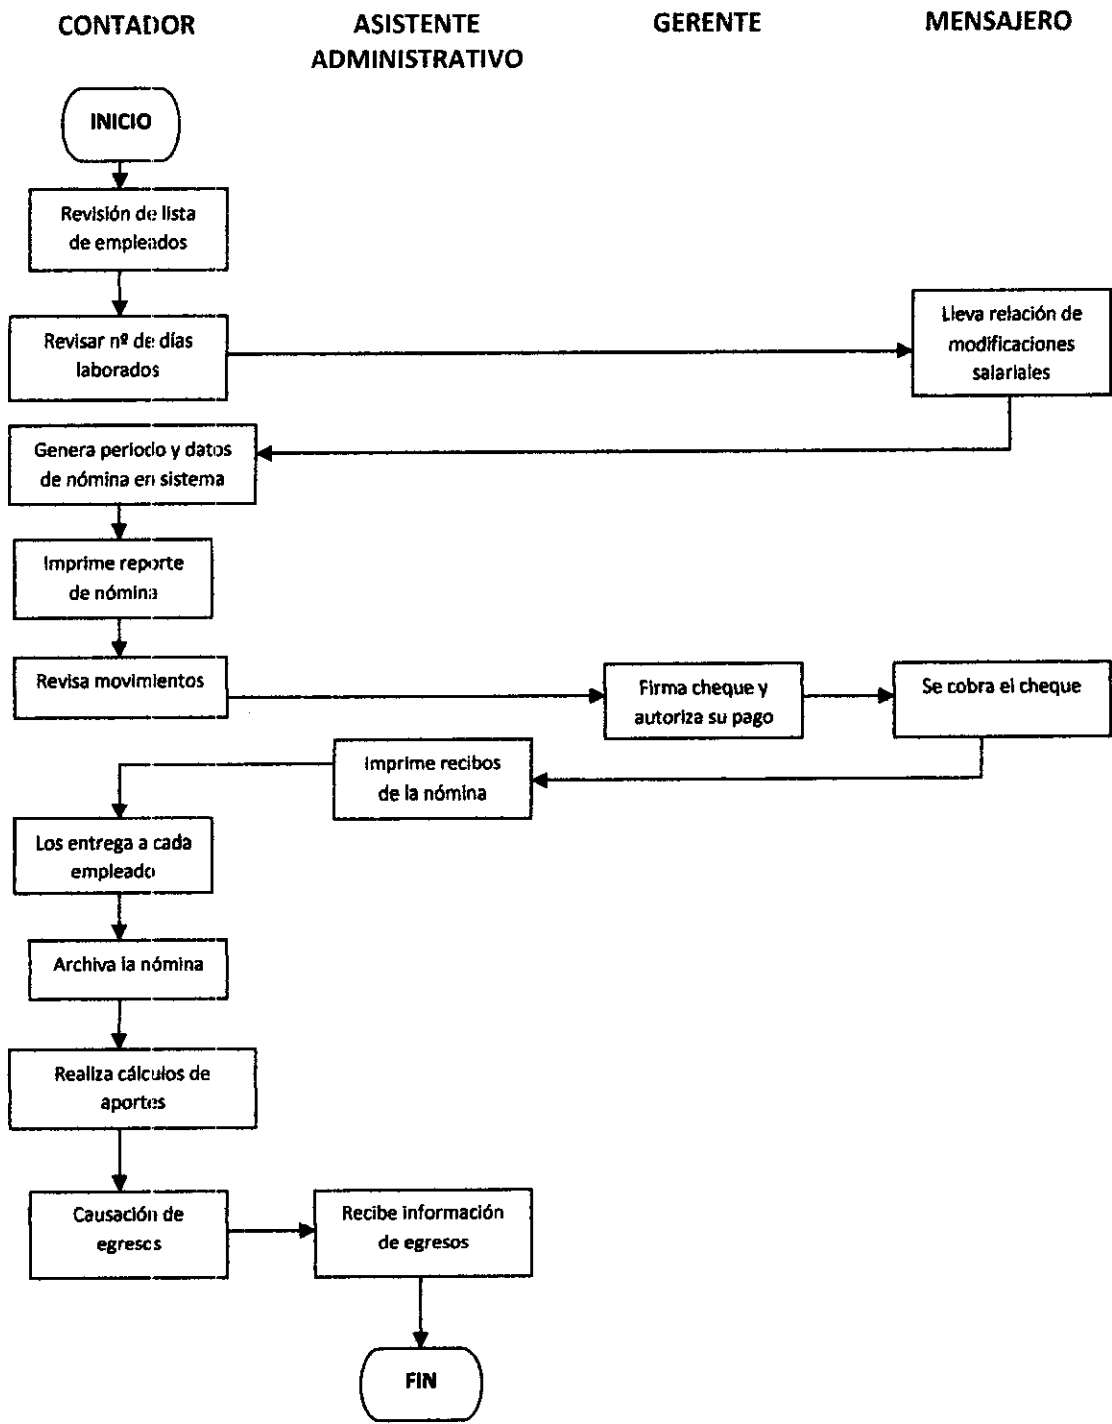 CONTADOR
ASISTENTE
ADMINISTRATIVO
GERENTE
MENSAJERO
INICIO
Revisión de lista
de empleados
Revisar nº de días
laborados
Lleva relación de
modificaciones
salariales
Genera periodo y datos
de nómina en sistema
Imprime reporte
de nómina
Revisa movimientos
Firma cheque y
autoriza su pago
Se cobra el cheque
Imprime recibos
de la nómina
Los entrega a cada
empleado
Archiva la nómina
Realiza cálculos de
aportes
Causación de
egresos
Recibe información
de egresos
FIN